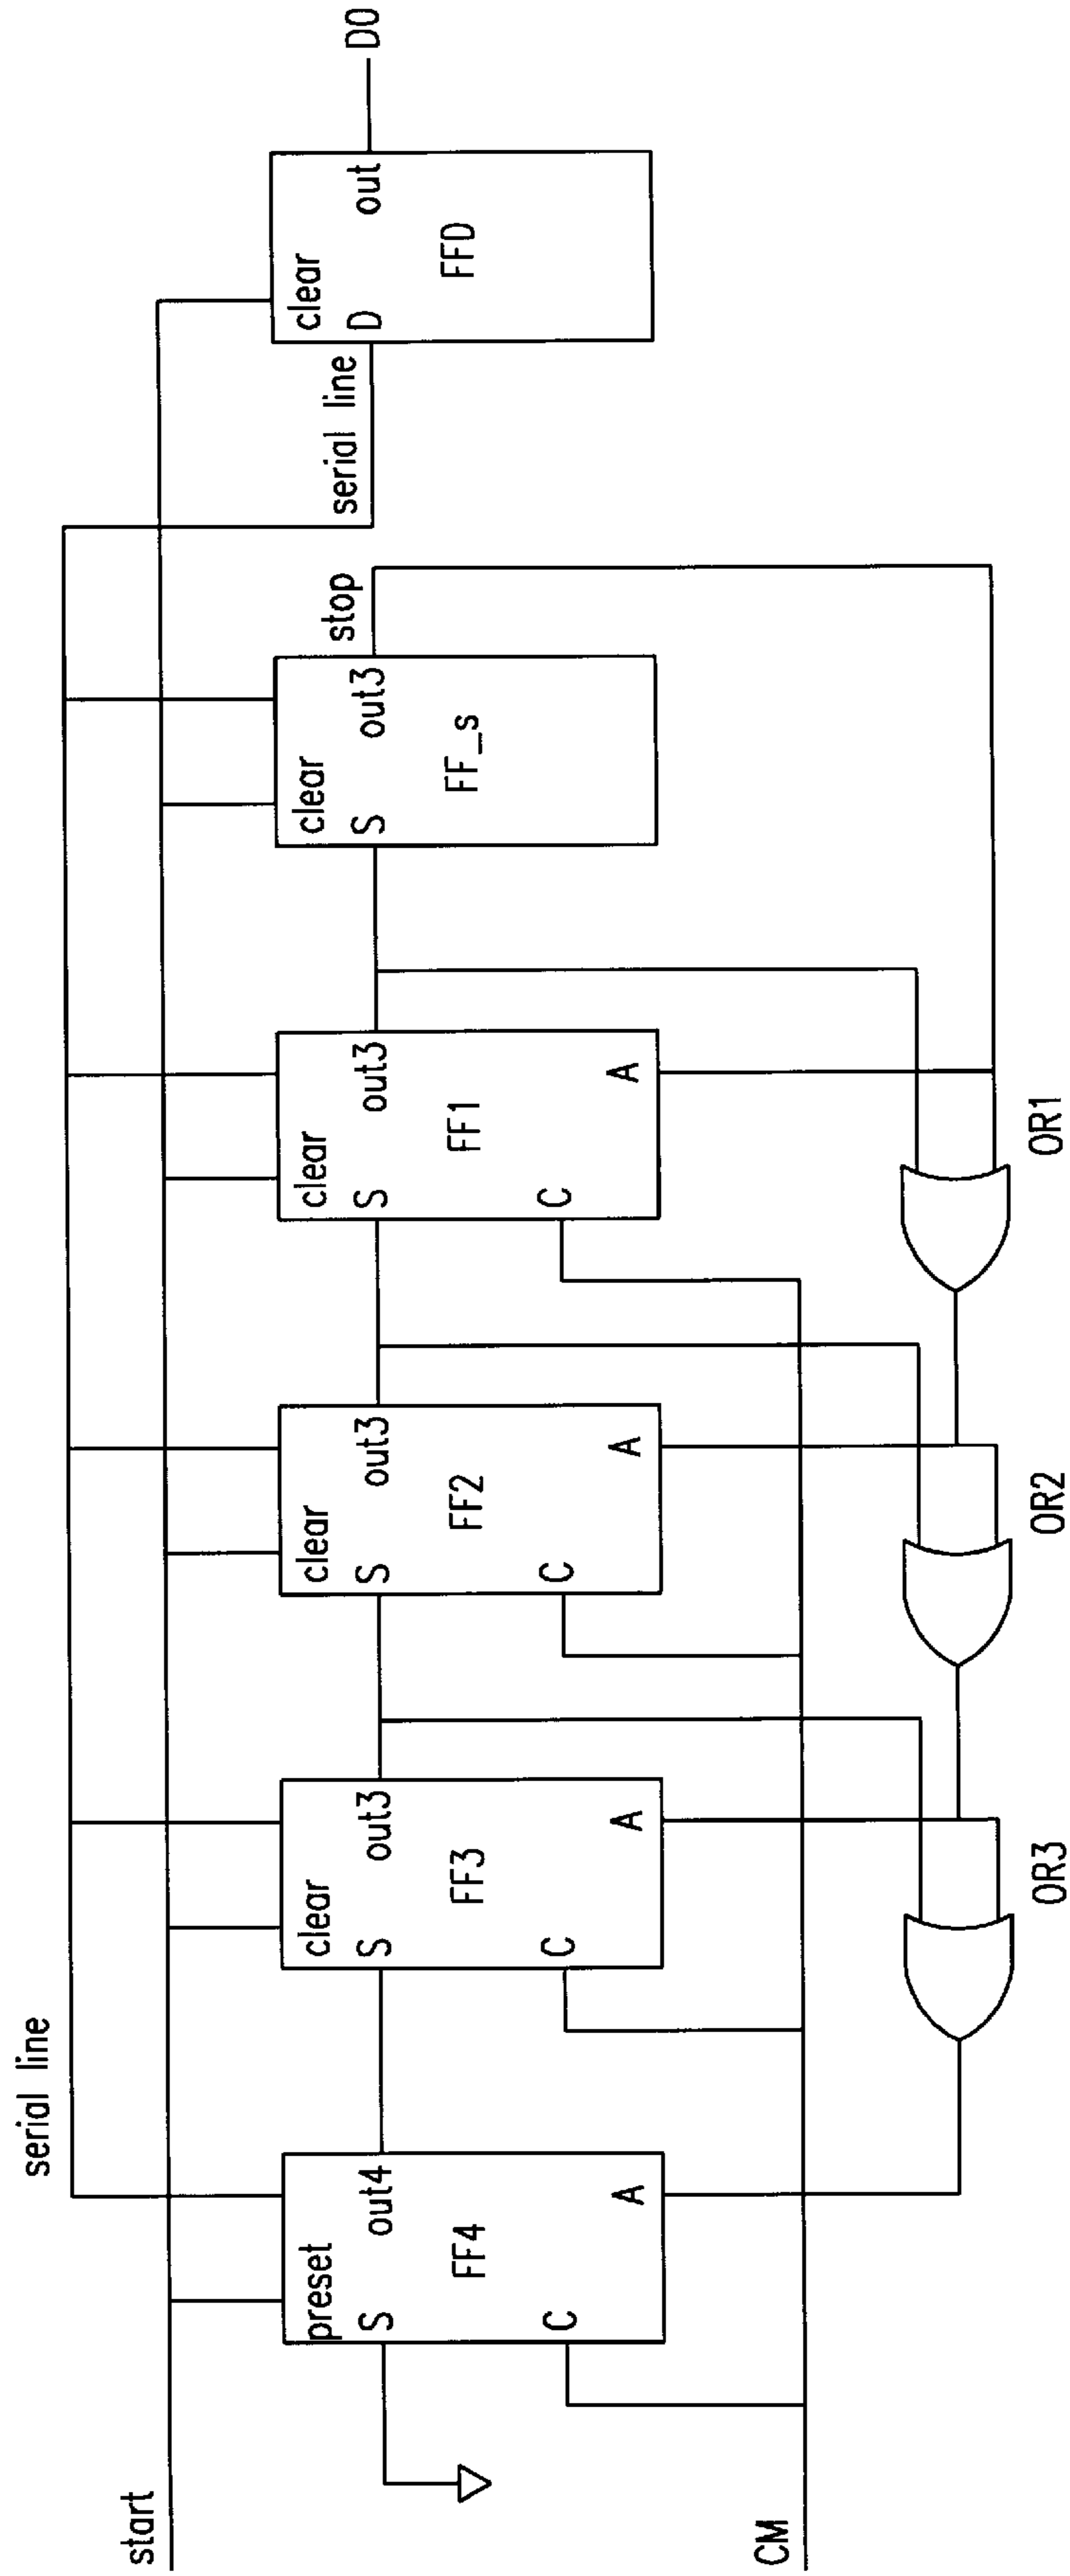 start
serial line
preset
S
out4
FF4
C
A
clear
S
out3
FF3
C
A
clear
S
out3
FF2
C
A
clear
S
out3
FF1
C
A
clear
S
out3
FF_s
stop
serial line
clear
D
out
FFD
D0
CM
OR3
OR2
OR1